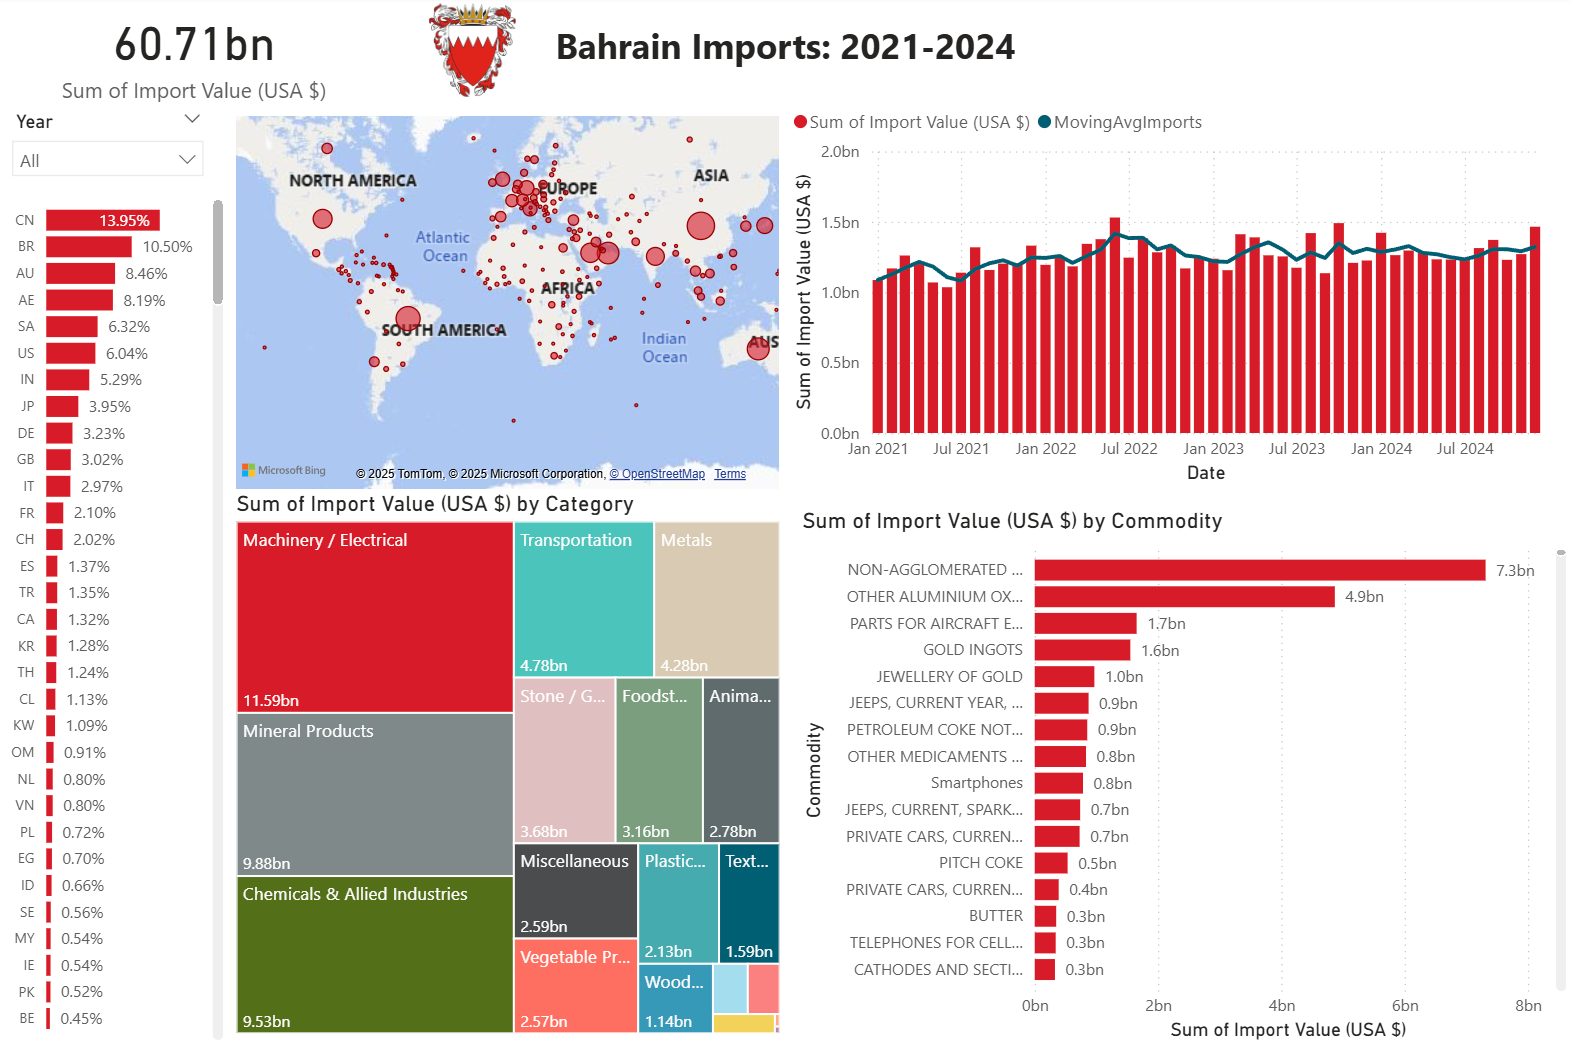 60.71bn
Sum of Import Value (USA $)
Bahrain Imports: 2021-2024
Year
All
CN 13.95%
BR 10.50%
AU 8.46%
AE 8.19%
SA 6.32%
US 6.04%
IN 5.29%
JP 3.95%
DE 3.23%
GB 3.02%
IT 2.97%
FR 2.10%
CH 2.02%
ES 1.37%
TR 1.35%
CA 1.32%
KR 1.28%
TH 1.24%
CL 1.13%
KW 1.09%
OM 0.91%
NL 0.80%
VN 0.80%
PL 0.72%
EG 0.70%
ID 0.66%
SE 0.56%
MY 0.54%
IE 0.54%
PK 0.52%
BE 0.45%
NORTH AMERICA
EUROPE
ASIA
Atlantic
Ocean
AFRICA
SOUTH AMERICA
Indian
Ocean
AUS
Microsoft Bing
© 2025 TomTom, © 2025 Microsoft Corporation, © OpenStreetMap Terms
Sum of Import Value (USA $) MovingAvgImports
Sum of Import Value (USA $)
2.0bn
1.5bn
1.0bn
0.5bn
0.0bn
Jan 2021 Jul 2021 Jan 2022 Jul 2022 Jan 2023 Jul 2023 Jan 2024 Jul 2024
Date
Sum of Import Value (USA $) by Category
Machinery / Electrical
11.59bn
Mineral Products
9.88bn
Chemicals & Allied Industries
9.53bn
Transportation
4.78bn
Metals
4.28bn
Stone / G...
3.68bn
Foodst...
3.16bn
Anima...
2.78bn
Miscellaneous
2.59bn
Vegetable Pr...
2.57bn
Plastic...
2.13bn
Text...
1.59bn
Wood...
1.14bn
Sum of Import Value (USA $) by Commodity
Commodity
NON-AGGLOMERATED ... 7.3bn
OTHER ALUMINIUM OX... 4.9bn
PARTS FOR AIRCRAFT E... 1.7bn
GOLD INGOTS 1.6bn
JEWELLERY OF GOLD 1.0bn
JEEPS, CURRENT YEAR, ... 0.9bn
PETROLEUM COKE NOT... 0.9bn
OTHER MEDICAMENTS ... 0.8bn
Smartphones 0.8bn
JEEPS, CURRENT, SPARK... 0.7bn
PRIVATE CARS, CURREN... 0.7bn
PITCH COKE 0.5bn
PRIVATE CARS, CURREN... 0.4bn
BUTTER 0.3bn
TELEPHONES FOR CELL... 0.3bn
CATHODES AND SECTI... 0.3bn
0bn 2bn 4bn 6bn 8bn
Sum of Import Value (USA $)